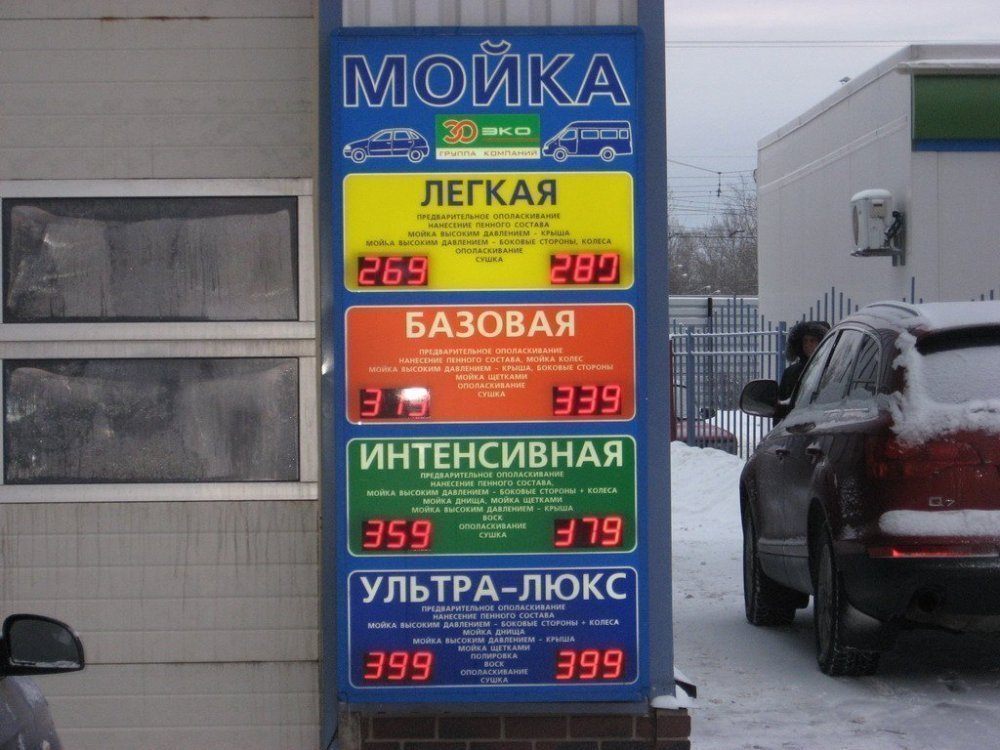 МОЙКА
ЭКО
ГРУППА КОМПАНИЙ
ЛЕГКАЯ
ПРЕДВАРИТЕЛЬНОЕ ОПОЛАСКИВАНИЕ
НАНЕСЕНИЕ ПЕННОГО СОСТАВА
МОЙКА ВЫСОКИМ ДАВЛЕНИЕМ - КРЫША
МОЙКА ВЫСОКИМ ДАВЛЕНИЕМ - БОКОВЫЕ СТОРОНЫ, КОЛЕСА
ОПОЛАСКИВАНИЕ
СУШКА
269 280
БАЗОВАЯ
ПРЕДВАРИТЕЛЬНОЕ ОПОЛАСКИВАНИЕ
НАНЕСЕНИЕ ПЕННОГО СОСТАВА, МОЙКА КОЛЕС
МОЙКА ВЫСОКИМ ДАВЛЕНИЕМ - КРЫША, БОКОВЫЕ СТОРОНЫ
МОЙКА ЩЕТКАМИ
ОПОЛАСКИВАНИЕ
СУШКА
319 339
ИНТЕНСИВНАЯ
ПРЕДВАРИТЕЛЬНОЕ ОПОЛАСКИВАНИЕ
НАНЕСЕНИЕ ПЕННОГО СОСТАВА,
МОЙКА ВЫСОКИМ ДАВЛЕНИЕМ - БОКОВЫЕ СТОРОНЫ + КОЛЕСА
МОЙКА ДНИЩА, МОЙКА ЩЕТКАМИ
МОЙКА ВЫСОКИМ ДАВЛЕНИЕМ - КРЫША
ВОСК
ОПОЛАСКИВАНИЕ
СУШКА
359 379
УЛЬТРА-ЛЮКС
ПРЕДВАРИТЕЛЬНОЕ ОПОЛАСКИВАНИЕ
НАНЕСЕНИЕ ПЕННОГО СОСТАВА
МОЙКА ВЫСОКИМ ДАВЛЕНИЕМ - БОКОВЫЕ СТОРОНЫ + КОЛЕСА
МОЙКА ДНИЩА
МОЙКА ВЫСОКИМ ДАВЛЕНИЕМ - КРЫША
МОЙКА ЩЕТКАМИ
ПОЛИРОВКА
ВОСК
ОПОЛАСКИВАНИЕ
СУШКА
399 399
Q7